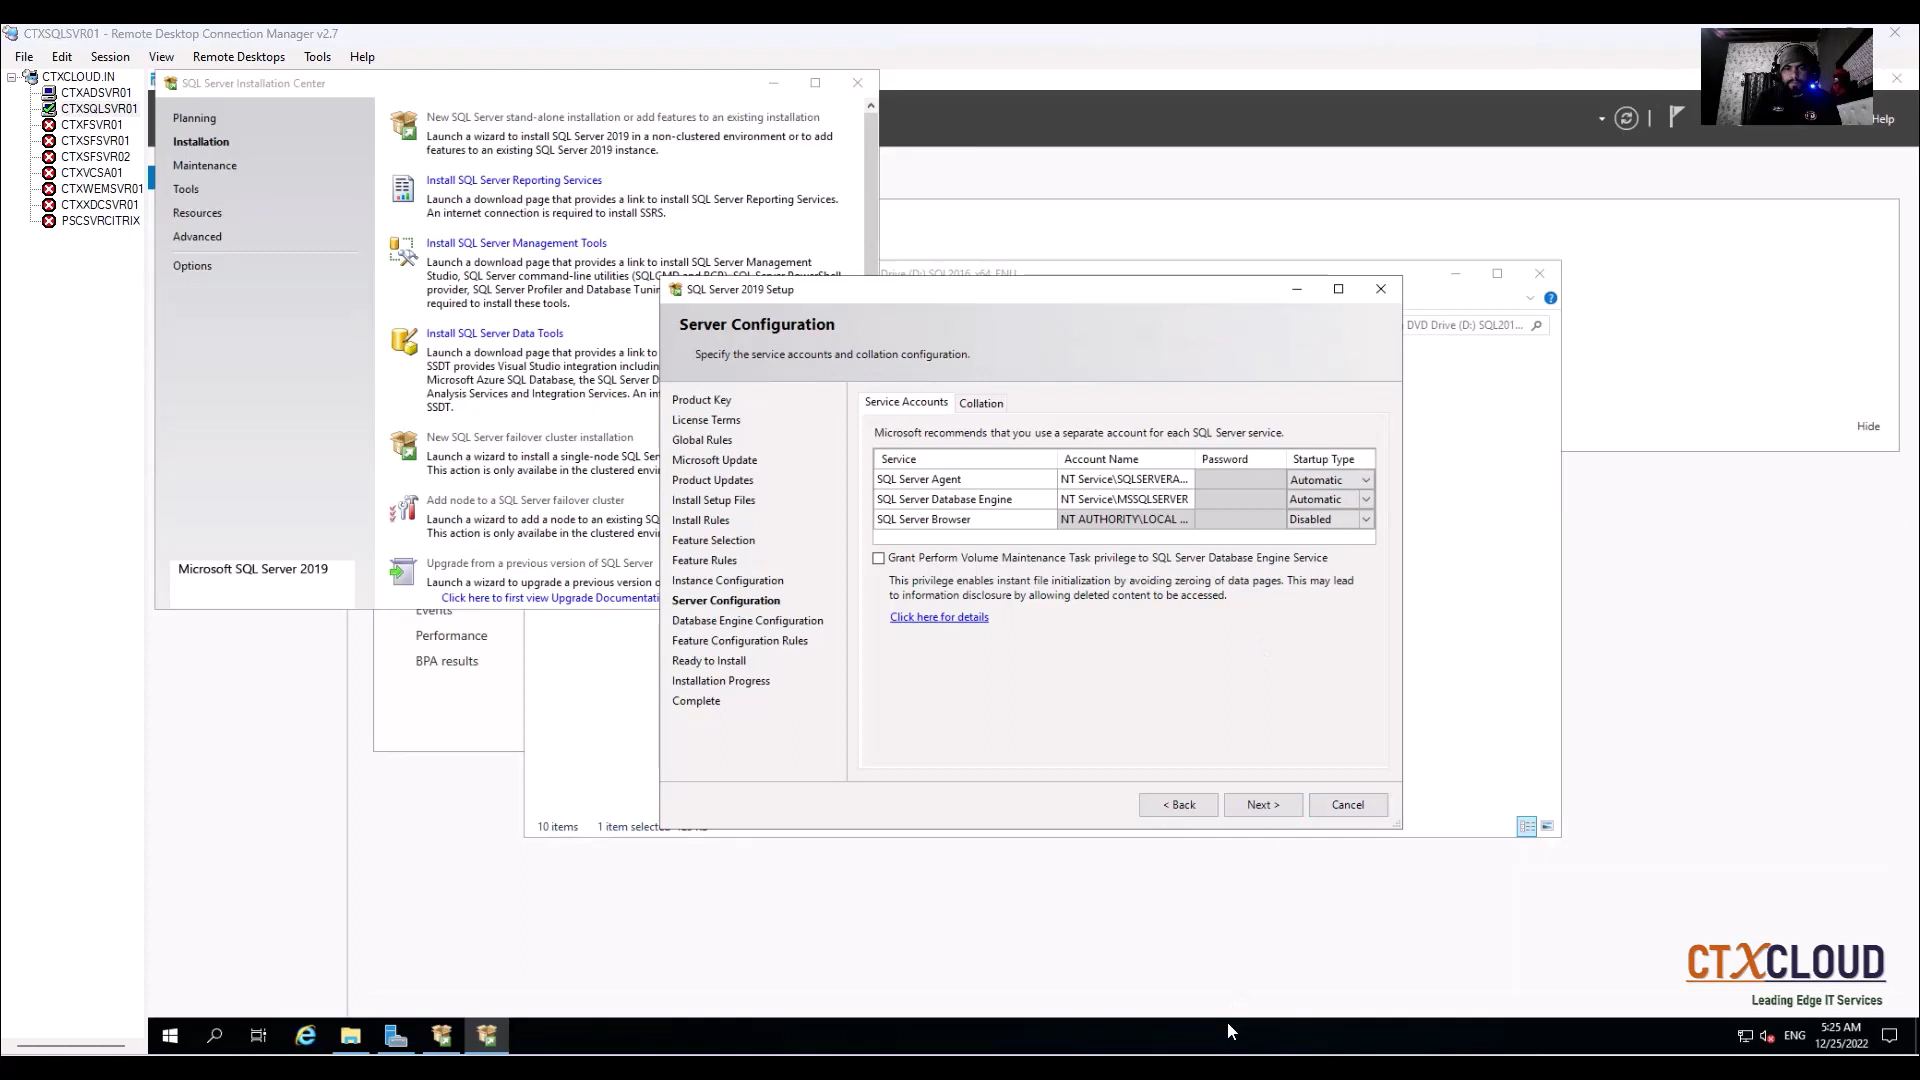 CTXSQLSVR01 - Remote Desktop Connection Manager v2.7
File Edit Session View Remote Desktops Tools Help
CTXCLOUD.IN
CTXADSVR01
CTXSQLSVR01
CTXFSVR01
CTXSFSVR01
CTXSFSVR02
CTXVCSA01
CTXWEMSVR01
CTXXDCSVR01
PSCSVRCITRIX
SQL Server Installation Center
Planning
Installation
Maintenance
Tools
Resources
Advanced
Options
Microsoft SQL Server 2019
New SQL Server stand-alone installation or add features to an existing installation
Launch a wizard to install SQL Server 2019 in a non-clustered environment or to add
features to an existing SQL Server 2019 instance.
Install SQL Server Reporting Services
Launch a download page that provides a link to install SQL Server Reporting Services.
An internet connection is required to install SSRS.
Install SQL Server Management Tools
Launch a download page that provides a link to install SQL Server Management
Studio, SQL Server command-line utilities (SQLCMD and BCP), SQL Server PowerShell
provider, SQL Server Profiler and Database Tunin
required to install these tools.
Install SQL Server Data Tools
Launch a download page that provides a link to
SSDT provides Visual Studio integration including
Microsoft Azure SQL Database, the SQL Server D
Analysis Services and Integration Services. An in
SSDT.
New SQL Server failover cluster installation
Launch a wizard to install a single-node SQL Ser
This action is only availabe in the clustered envi
Add node to a SQL Server failover cluster
Launch a wizard to add a node to an existing SQ
This action is only availabe in the clustered envi
Upgrade from a previous version of SQL Server
Launch a wizard to upgrade a previous version o
Click here to first view Upgrade Documentati
Events
Performance
BPA results
10 items 1 item selecte
Drive (D:) SQL2016_x64_ENU
DVD Drive (D:) SQL201...
Help
Hide
SQL Server 2019 Setup
Server Configuration
Specify the service accounts and collation configuration.
Product Key
License Terms
Global Rules
Microsoft Update
Product Updates
Install Setup Files
Install Rules
Feature Selection
Feature Rules
Instance Configuration
Server Configuration
Database Engine Configuration
Feature Configuration Rules
Ready to Install
Installation Progress
Complete
Service Accounts Collation
Microsoft recommends that you use a separate account for each SQL Server service.
Service Account Name Password Startup Type
SQL Server Agent NT Service\SQLSERVERA... Automatic
SQL Server Database Engine NT Service\MSSQLSERVER Automatic
SQL Server Browser NT AUTHORITY\LOCAL ... Disabled
Grant Perform Volume Maintenance Task privilege to SQL Server Database Engine Service
This privilege enables instant file initialization by avoiding zeroing of data pages. This may lead
to information disclosure by allowing deleted content to be accessed.
Click here for details
< Back Next > Cancel
CTXCLOUD
Leading Edge IT Services
ENG
5:25 AM
12/25/2022